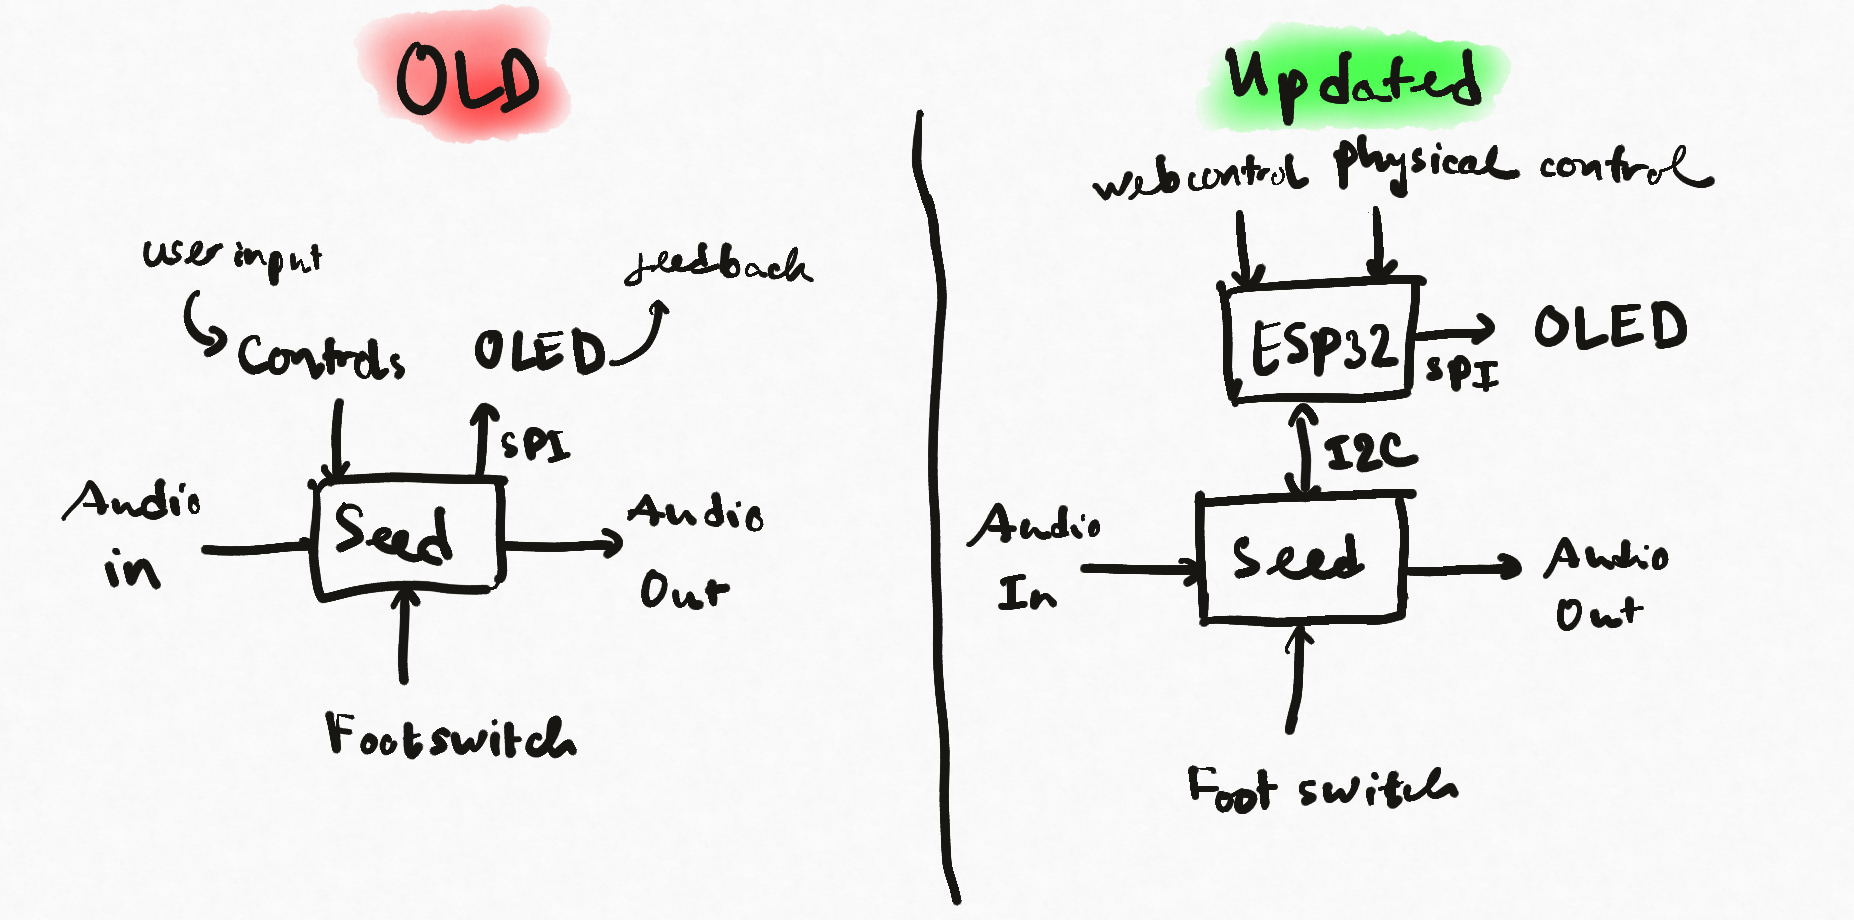 OLD
user input
Controls
OLED
feedback
SPI
Audio
in
Seed
Audio
Out
Footswitch
Updated
webcontrol
physical control
ESP32
SPI
OLED
I2C
Audio
In
Seed
Audio
Out
Foot switch